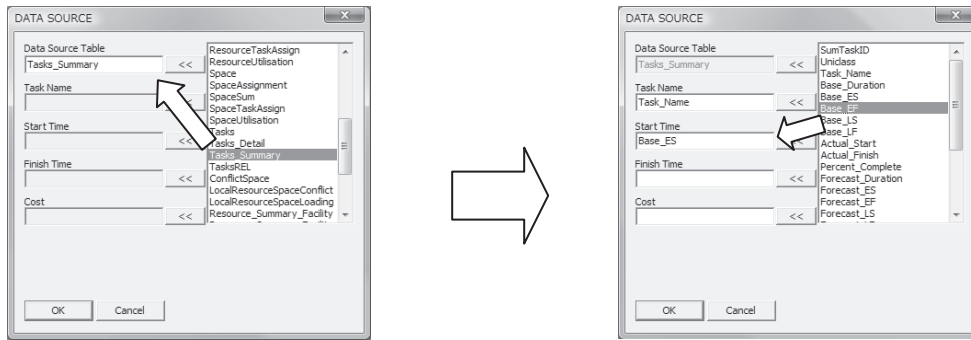 DATA SOURCE
Data Source Table
Tasks_Summary
<<
Task Name
<<
Start Time
Finish Time
<<
Cost
<<
ResourceTaskAssign
ResourceUtilisation
Space
SpaceAssignment
SpaceSum
SpaceTaskAssign
SpaceUtilisation
Tasks
Tasks_Detail
Tasks_Summary
TasksREL
ConflictSpace
LocalResourceSpaceConflict
LocalResourceSpaceLoading
Resource_Summary_Facility
OK Cancel
DATA SOURCE
Data Source Table
Tasks_Summary
<<
Task Name
Task_Name
<<
Start Time
Base_ES
Finish Time
<<
Cost
<<
SumTaskID
Uniclass
Task_Name
Base_Duration
Base_ES
Base_EF
Base_LS
Base_LF
Actual_Start
Actual_Finish
Percent_Complete
Forecast_Duration
Forecast_ES
Forecast_EF
Forecast_LS
OK Cancel